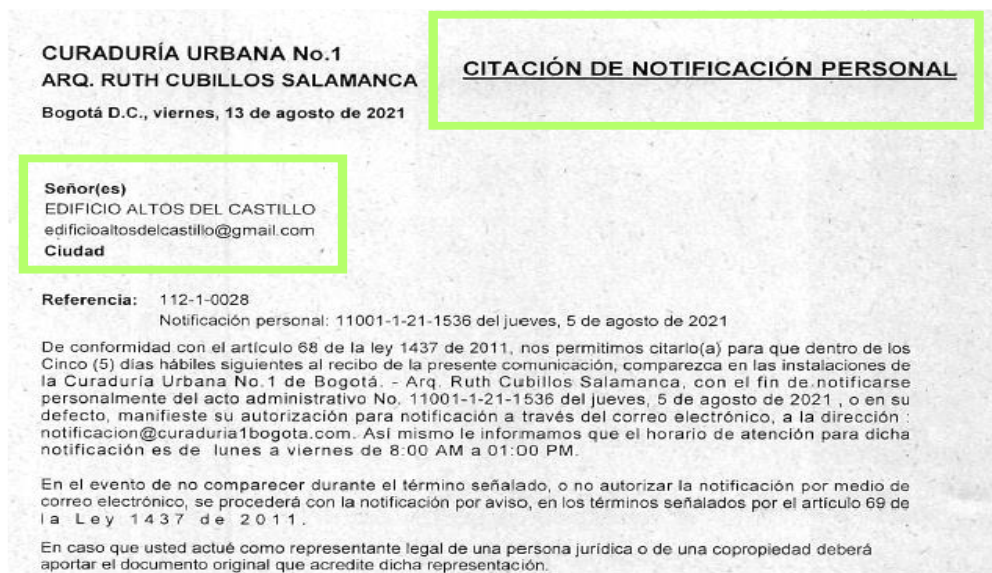 CURADURÍA URBANA No.1
ARQ. RUTH CUBILLOS SALAMANCA
CITACIÓN DE NOTIFICACIÓN PERSONAL
Bogotá D.C., viernes, 13 de agosto de 2021
Señor(es)
EDIFICIO ALTOS DEL CASTILLO
edificioaltosdelcastillo@gmail.com
Ciudad
Referencia: 112-1-0028
Notificación personal: 11001-1-21-1536 del jueves, 5 de agosto de 2021
De conformidad con el artículo 68 de la ley 1437 de 2011, nos permitimos citarlo(a) para que dentro de los
Cinco (5) días hábiles siguientes al recibo de la presente comunicación, comparezca en las instalaciones de
la Curaduría Urbana No.1 de Bogotá. - Arq. Ruth Cubillos Salamanca, con el fin de notificarse
personalmente del acto administrativo No. 11001-1-21-1536 del jueves, 5 de agosto de 2021 , o en su
defecto, manifieste su autorización para notificación a través del correo electrónico, a la dirección :
notificacion@curaduria1bogota.com. Así mismo le informamos que el horario de atención para dicha
notificación es de lunes a viernes de 8:00 AM a 01:00 PM.
En el evento de no comparecer durante el término señalado, o no autorizar la notificación por medio de
correo electrónico, se procederá con la notificación por aviso, en los términos señalados por el artículo 69 de
la Ley 1437 de 2011.
En caso que usted actué como representante legal de una persona jurídica o de una copropiedad deberá
aportar el documento original que acredite dicha representación.